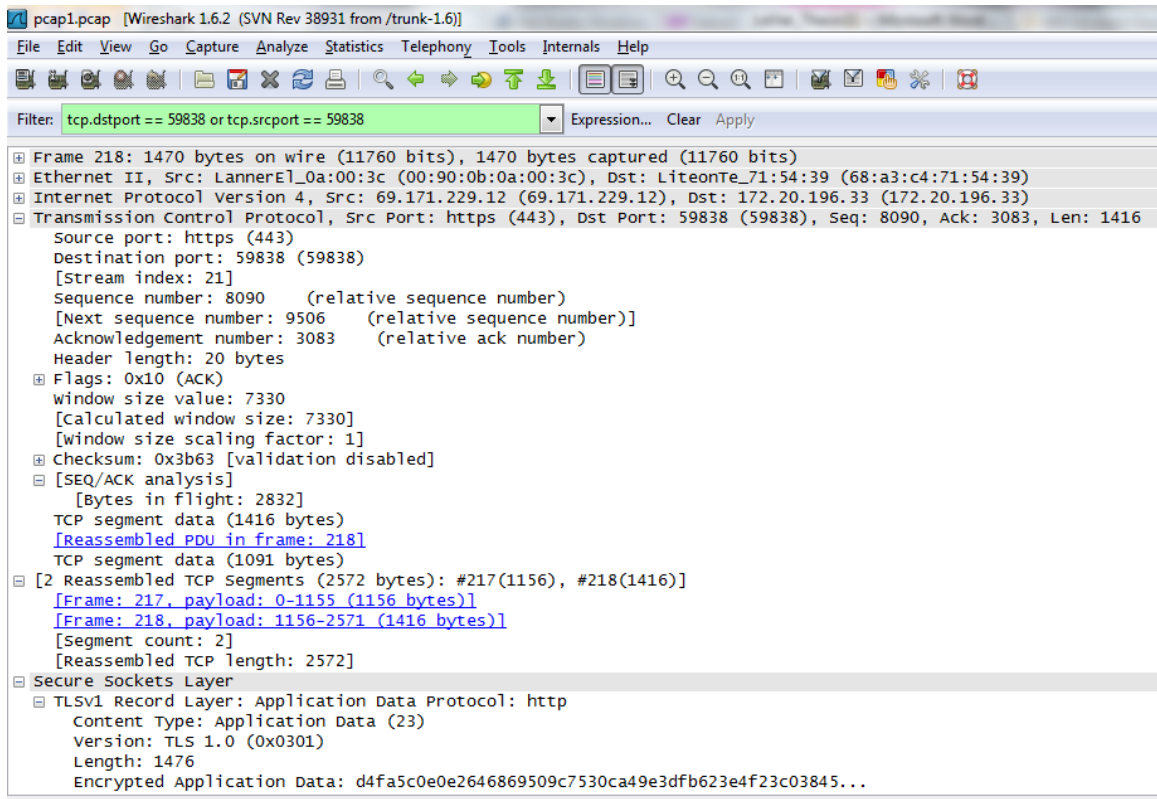 pcap1.pcap [Wireshark 1.6.2 (SVN Rev 38931 from /trunk-1.6)]
File Edit View Go Capture Analyze Statistics Telephony Tools Internals Help
Filter: tcp.dstport == 59838 or tcp.srcport == 59838 Expression... Clear Apply
Frame 218: 1470 bytes on wire (11760 bits), 1470 bytes captured (11760 bits)
Ethernet II, Src: LannerEl_0a:00:3c (00:90:0b:0a:00:3c), Dst: LiteonTe_71:54:39 (68:a3:c4:71:54:39)
Internet Protocol Version 4, Src: 69.171.229.12 (69.171.229.12), Dst: 172.20.196.33 (172.20.196.33)
Transmission Control Protocol, Src Port: https (443), Dst Port: 59838 (59838), Seq: 8090, Ack: 3083, Len: 1416
Source port: https (443)
Destination port: 59838 (59838)
[Stream index: 21]
Sequence number: 8090 (relative sequence number)
[Next sequence number: 9506 (relative sequence number)]
Acknowledgement number: 3083 (relative ack number)
Header length: 20 bytes
Flags: 0x10 (ACK)
Window size value: 7330
[Calculated window size: 7330]
[Window size scaling factor: 1]
Checksum: 0x3b63 [validation disabled]
[SEQ/ACK analysis]
[Bytes in flight: 2832]
TCP segment data (1416 bytes)
[Reassembled PDU in frame: 218]
TCP segment data (1091 bytes)
[2 Reassembled TCP Segments (2572 bytes): #217(1156), #218(1416)]
[Frame: 217, payload: 0-1155 (1156 bytes)]
[Frame: 218, payload: 1156-2571 (1416 bytes)]
[Segment count: 2]
[Reassembled TCP length: 2572]
Secure Sockets Layer
TLSv1 Record Layer: Application Data Protocol: http
Content Type: Application Data (23)
Version: TLS 1.0 (0x0301)
Length: 1476
Encrypted Application Data: d4fa5c0e0e2646869509c7530ca49e3dfb623e4f23c03845...